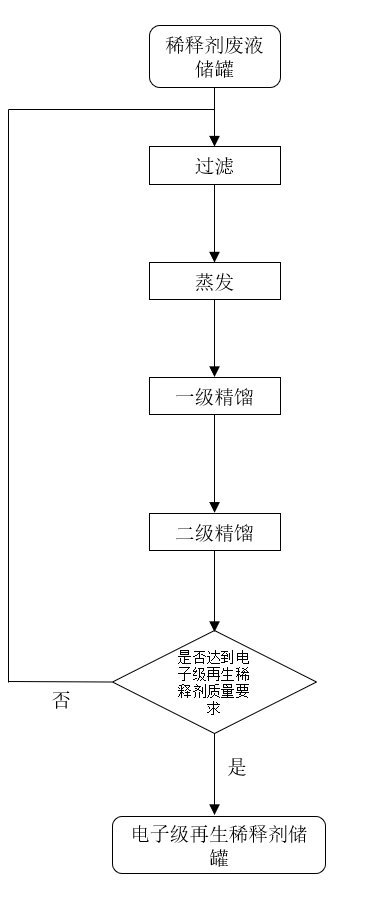 稀释剂废液
储罐
过滤
蒸发
一级精馏
二级精馏
是否达到电
子级再生稀
释剂质量要
求
否
是
电子级再生稀释剂储
罐